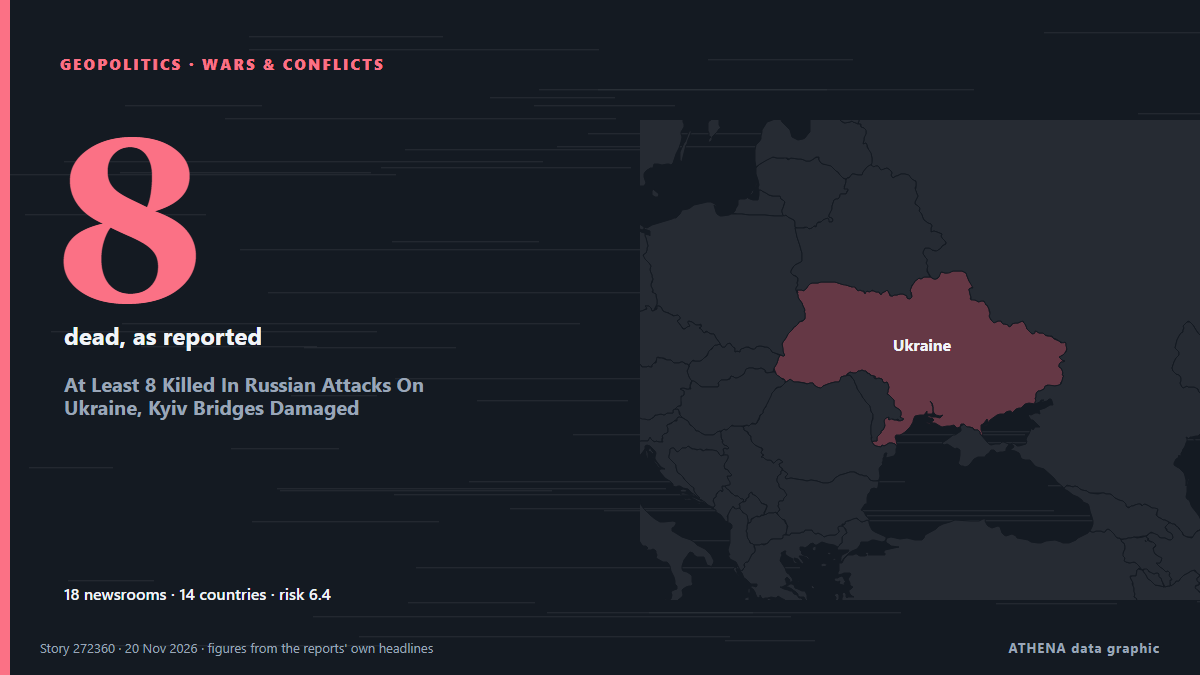 GEOPOLITICS · WARS & CONFLICTS
8
dead, as reported
At Least 8 Killed In Russian Attacks On
Ukraine, Kyiv Bridges Damaged
Ukraine
18 newsrooms · 14 countries · risk 6.4
Story 272360 · 20 Nov 2026 · figures from the reports' own headlines
ATHENA data graphic